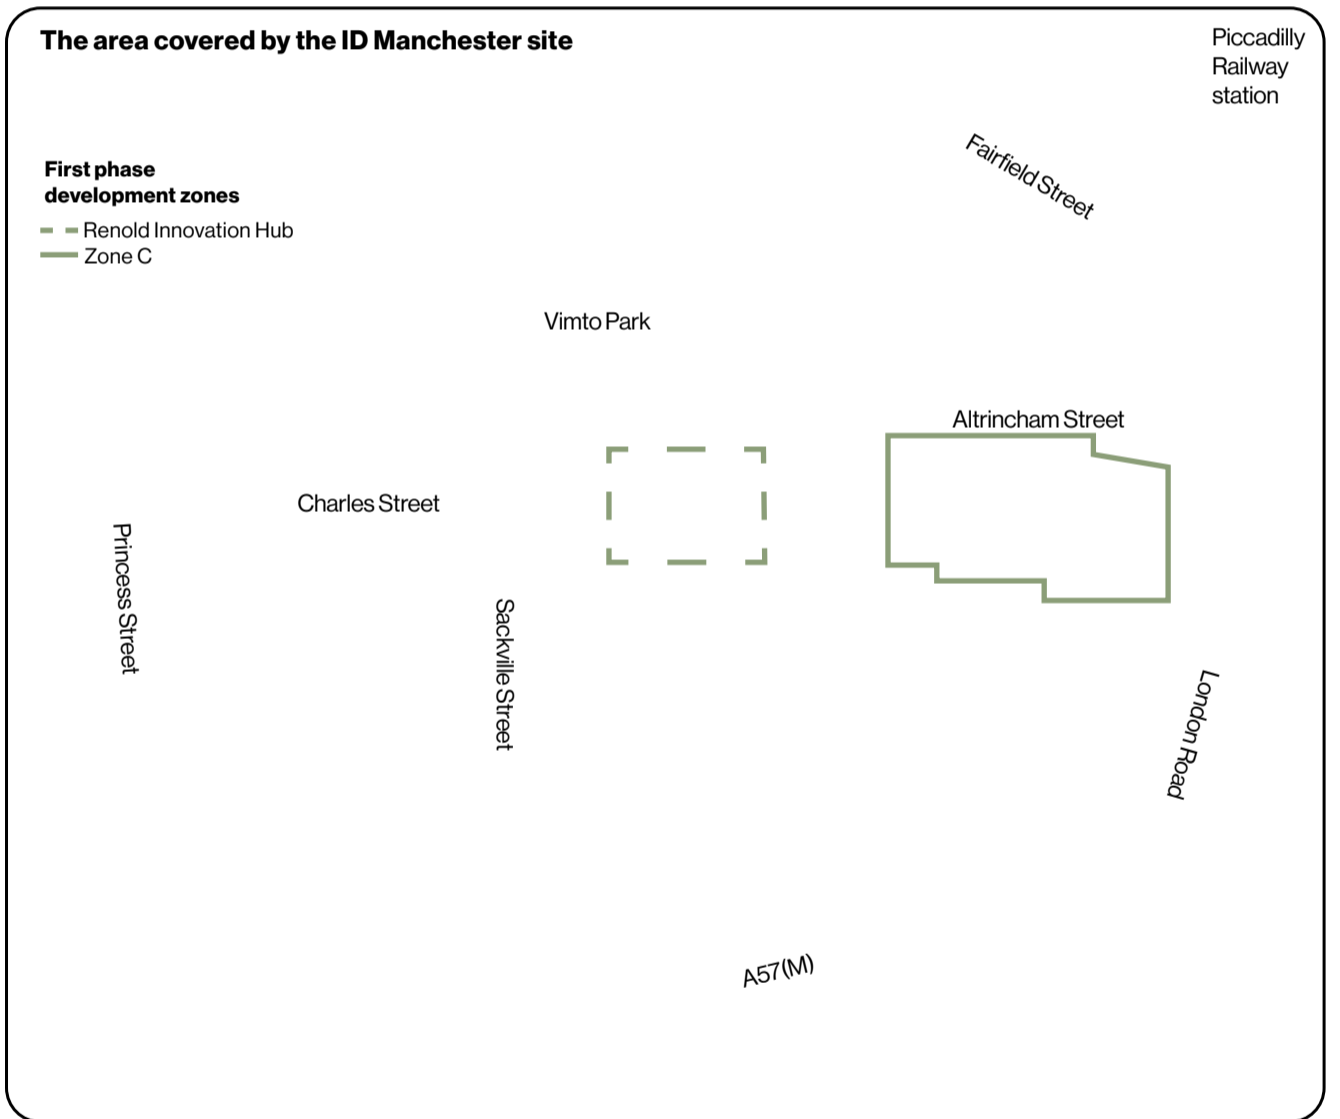 The area covered by the ID Manchester site
Piccadilly
Railway
station
Fairfield Street
First phase
development zones
Renold Innovation Hub
Zone C
Vimto Park
Altrincham Street
Charles Street
Princess Street
Sackville Street
London Road
A57(M)